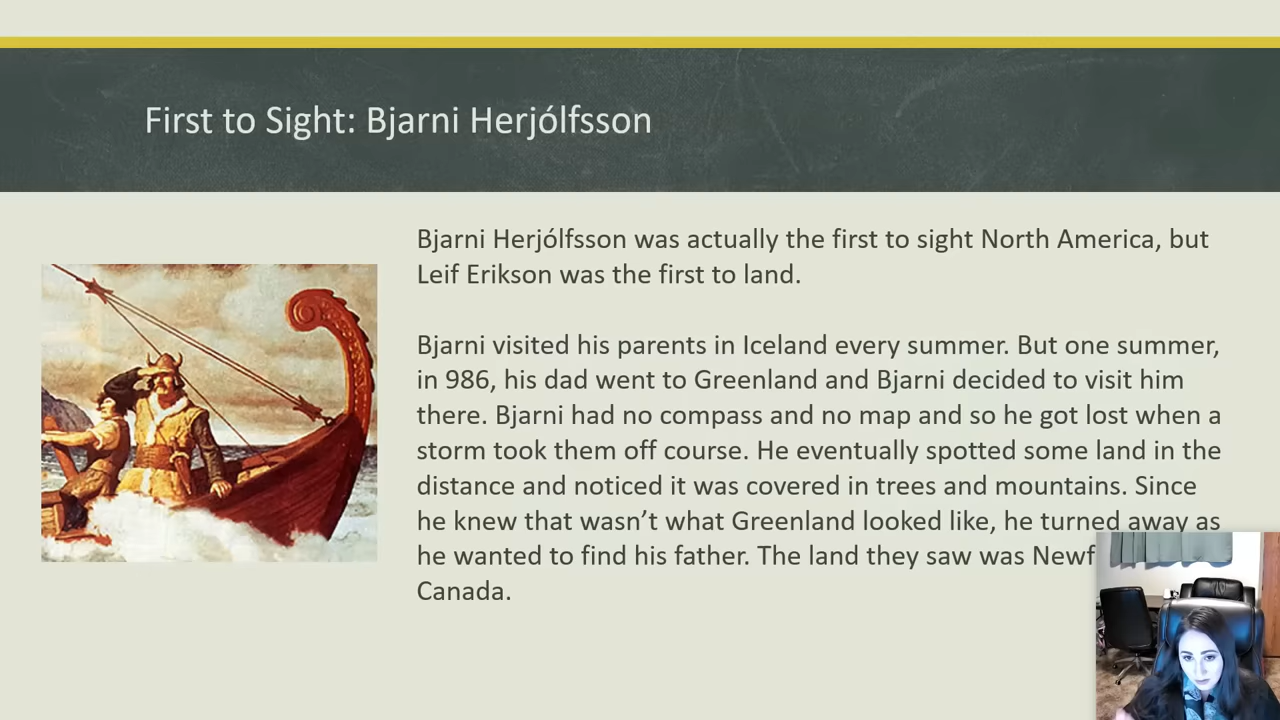 First to Sight: Bjarni Herjólfsson
Bjarni Herjólfsson was actually the first to sight North America, but
Leif Erikson was the first to land.
Bjarni visited his parents in Iceland every summer. But one summer,
in 986, his dad went to Greenland and Bjarni decided to visit him
there. Bjarni had no compass and no map and so he got lost when a
storm took them off course. He eventually spotted some land in the
distance and noticed it was covered in trees and mountains. Since
he knew that wasn’t what Greenland looked like, he turned away as
he wanted to find his father. The land they saw was
Canada.